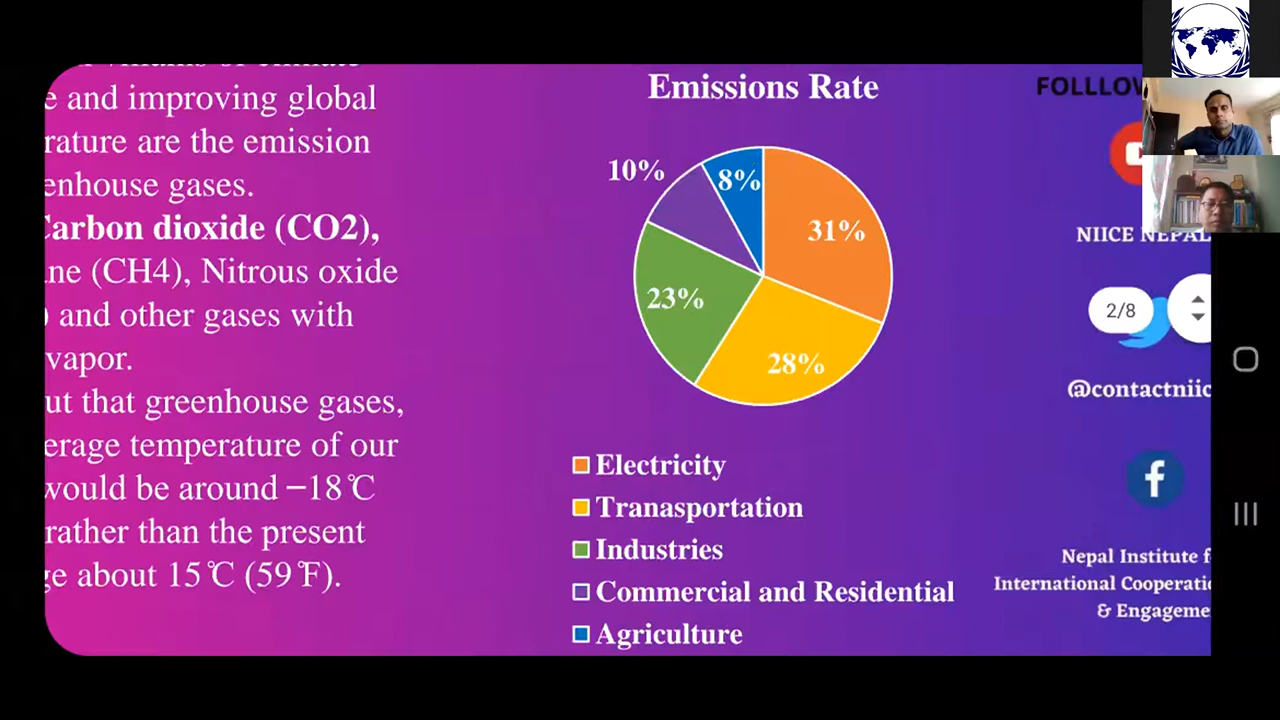 e and improving global
rature are the emission
enhouse gases.
Carbon dioxide (CO2),
ne (CH4), Nitrous oxide
) and other gases with
vapor.
ut that greenhouse gases,
erage temperature of our
would be around −18℃
rather than the present
ge about 15℃ (59℉).
Emissions Rate
10%
8%
31%
23%
28%
Electricity
Tranasportation
Industries
Commercial and Residential
Agriculture
FOLLLOW
NIICE NEPAL
2/8
@contactniic
Nepal Institute f
International Cooperati
& Engageme